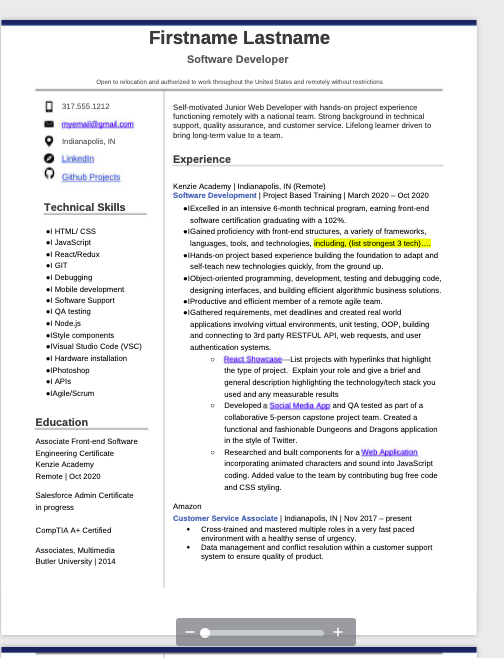 Firstname Lastname
Software Developer
Open to relocation and authorized to work throughout the United States and remotely without restrictions
317.555.1212
myemail@gmail.com
Indianapolis, IN
LinkedIn
Github Projects
Technical Skills
●I HTML/ CSS
●I JavaScript
●I React/Redux
●I GIT
●I Debugging
●I Mobile development
●I Software Support
●I QA testing
●I Node.js
●IStyle components
●IVisual Studio Code (VSC)
●I Hardware installation
●IPhotoshop
●I APIs
●IAgile/Scrum
Education
Associate Front-end Software
Engineering Certificate
Kenzie Academy
Remote | Oct 2020
Salesforce Admin Certificate
in progress
CompTIA A+ Certified
Associates, Multimedia
Butler University | 2014
Self-motivated Junior Web Developer with hands-on project experience
functioning remotely with a national team. Strong background in technical
support, quality assurance, and customer service. Lifelong learner driven to
bring long-term value to a team.
Experience
Kenzie Academy | Indianapolis, IN (Remote)
Software Development | Project Based Training | March 2020 – Oct 2020
●IExcelled in an intensive 6-month technical program, earning front-end
software certification graduating with a 102%.
●IGained proficiency with front-end structures, a variety of frameworks,
languages, tools, and technologies, including, (list strongest 3 tech)….
●IHands-on project based experience building the foundation to adapt and
self-teach new technologies quickly, from the ground up.
●IObject-oriented programming, development, testing and debugging code,
designing interfaces, and building efficient algorithmic business solutions.
●IProductive and efficient member of a remote agile team.
●IGathered requirements, met deadlines and created real world
applications involving virtual environments, unit testing, OOP, building
and connecting to 3rd party RESTful API, web requests, and user
authentication systems.
○ React Showcase—List projects with hyperlinks that highlight
the type of project. Explain your role and give a brief and
general description highlighting the technology/tech stack you
used and any measurable results
○ Developed a Social Media App and QA tested as part of a
collaborative 5-person capstone project team. Created a
functional and fashionable Dungeons and Dragons application
in the style of Twitter.
○ Researched and built components for a Web Application
incorporating animated characters and sound into JavaScript
coding. Added value to the team by contributing bug free code
and CSS styling.
Amazon
Customer Service Associate | Indianapolis, IN | Nov 2017 – present
• Cross-trained and mastered multiple roles in a very fast paced
environment with a healthy sense of urgency.
• Data management and conflict resolution within a customer support
system to ensure quality of product.